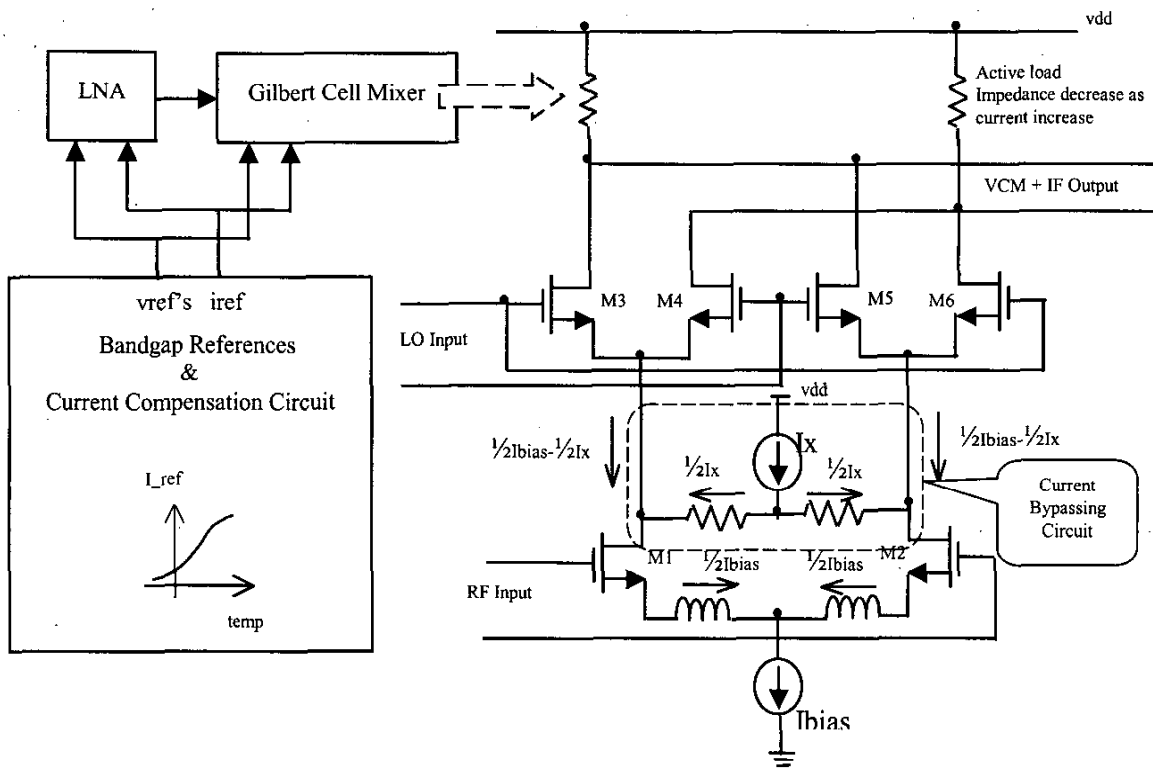 vdd
LNA
Gilbert Cell Mixer
Active load
Impedance decrease as
current increase
VCM + IF Output
vref's iref
Bandgap References
&
Current Compensation Circuit
I_ref
temp
M3
M4
M5
M6
LO Input
vdd
½Ibias-½Ix
Ix
½Ix
½Ix
½Ibias-½Ix
Current
Bypassing
Circuit
M1
M2
½Ibias
½Ibias
RF Input
Ibias